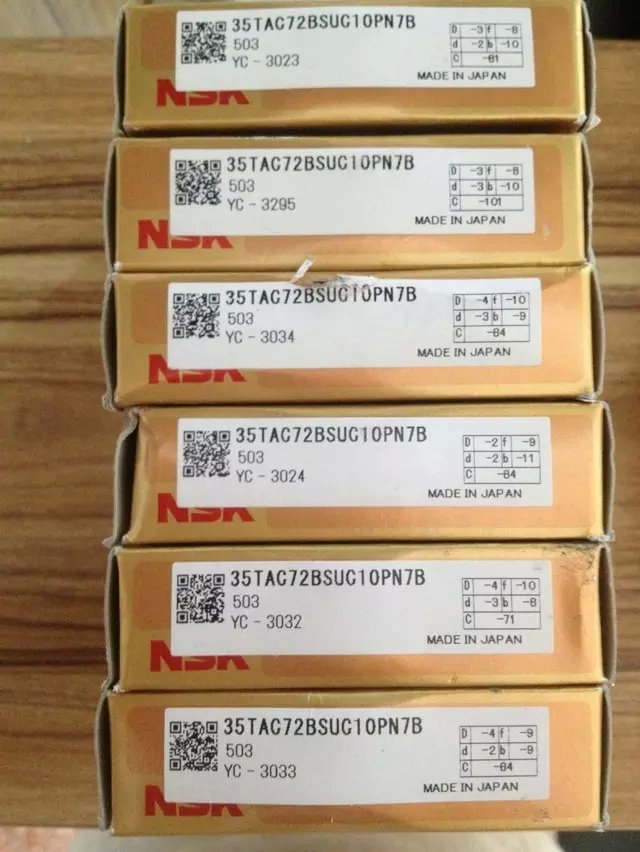 35TAC72BSUC10PN7B
503
YC - 3023
D -3 f -8
d -2 b -10
C -81
MADE IN JAPAN
NSK
35TAC72BSUC10PN7B
503
YC - 3295
D -3 f -8
d -3 b -10
C -101
MADE IN JAPAN
NSK
35TAC72BSUC10PN7B
503
YC - 3034
D -4 f -10
d -3 b -9
C -84
MADE IN JAPAN
NSK
35TAC72BSUC10PN7B
503
YC - 3024
D -2 f -9
d -2 b -11
C -84
MADE IN JAPAN
NSK
35TAC72BSUC10PN7B
503
YC - 3032
D -4 f -10
d -3 b -8
C -71
MADE IN JAPAN
NSK
35TAC72BSUC10PN7B
503
YC - 3033
D -4 f -9
d -2 b -9
C -84
MADE IN JAPAN
NSK